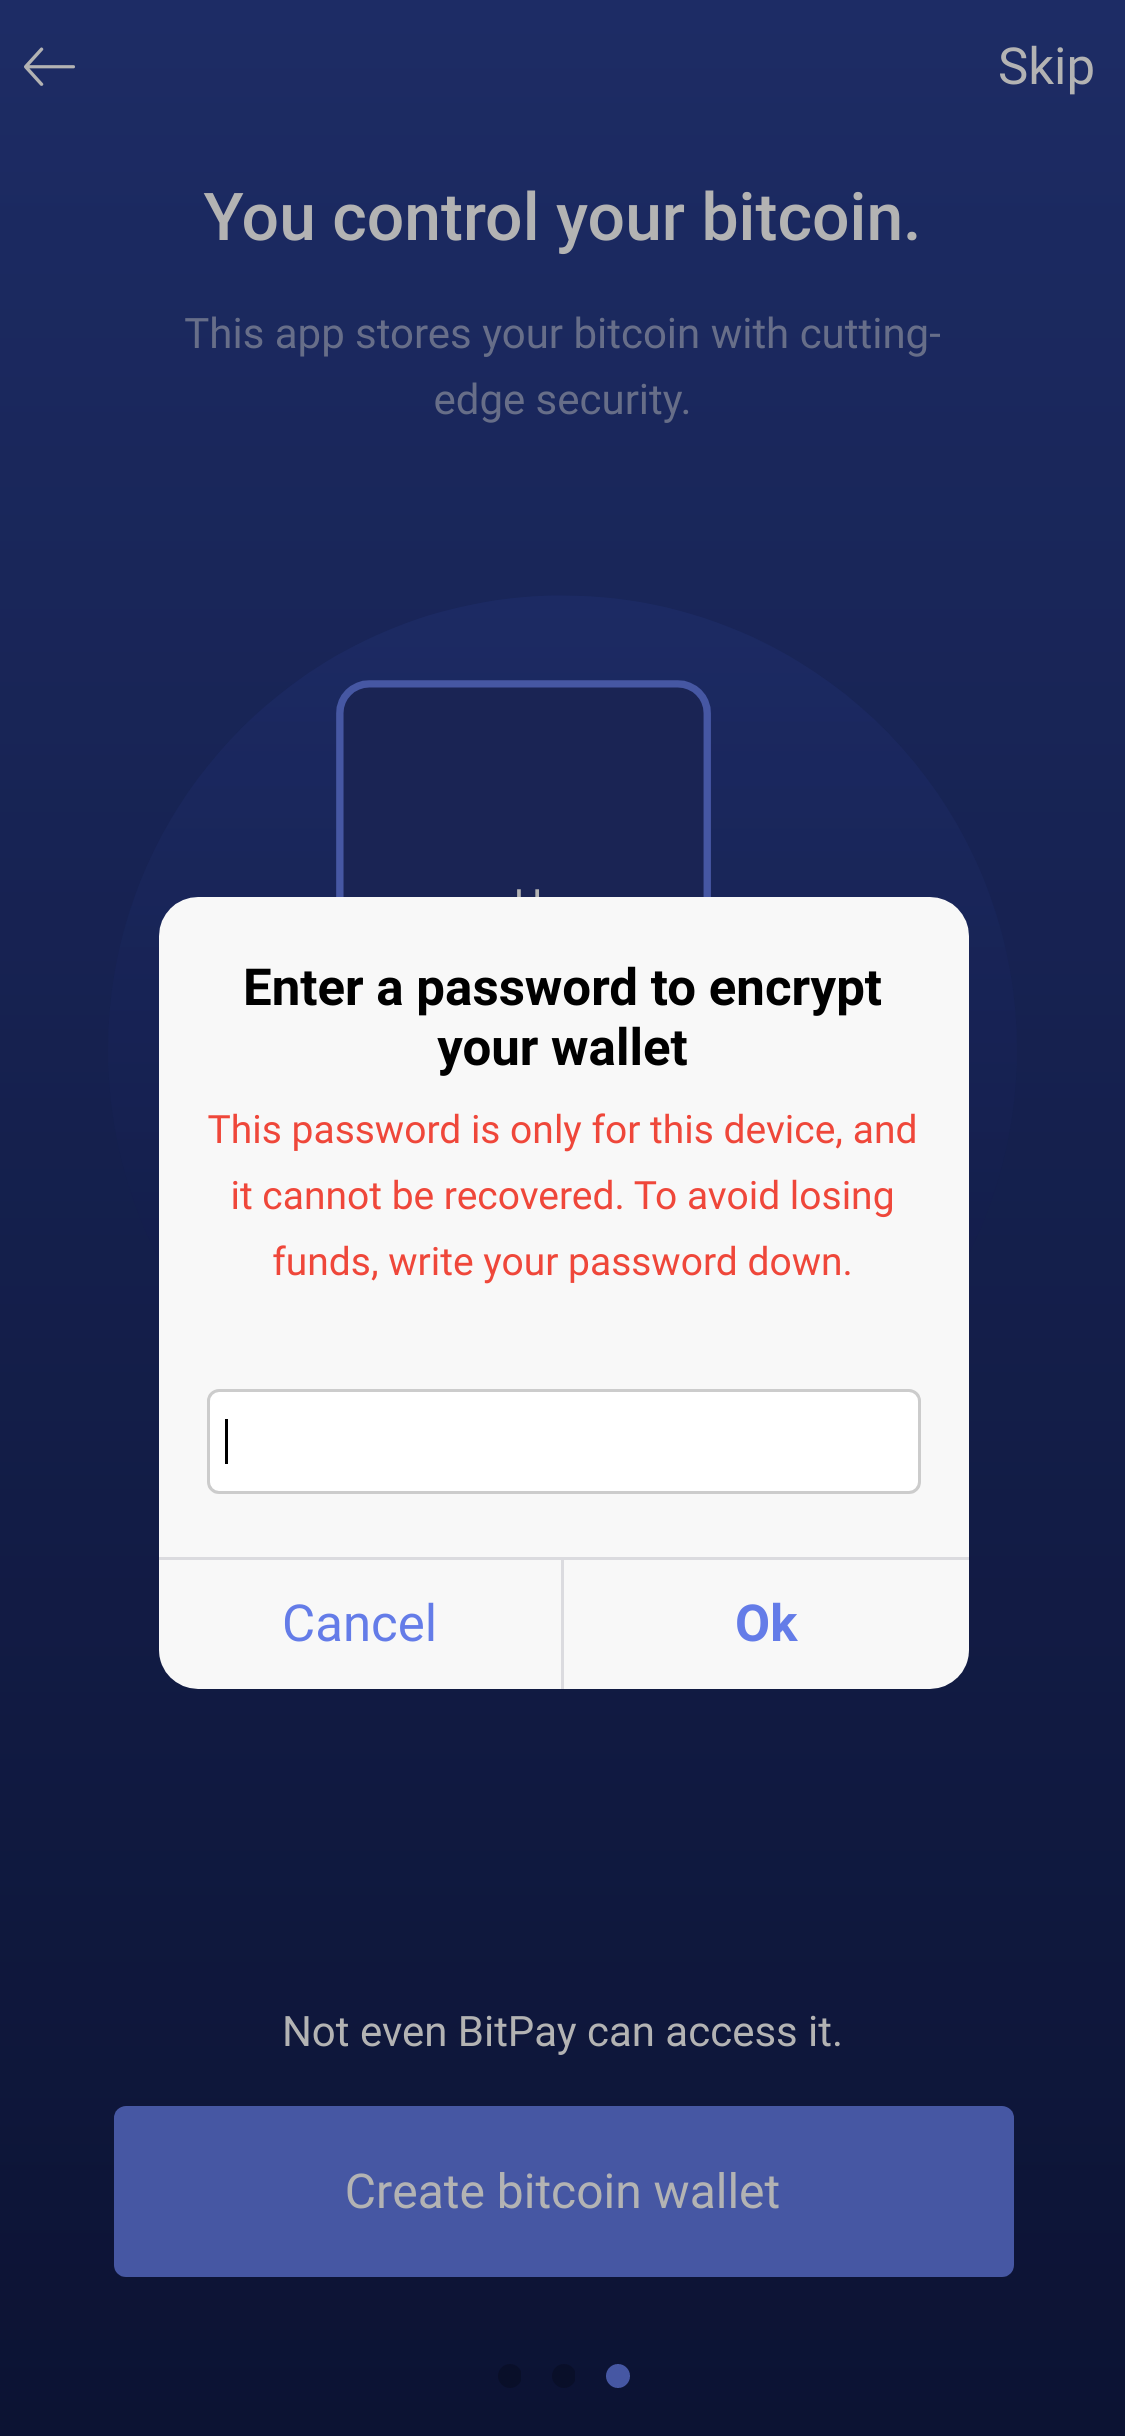 Skip
You control your bitcoin.
This app stores your bitcoin with cutting-
edge security.
Enter a password to encrypt
your wallet
This password is only for this device, and
it cannot be recovered. To avoid losing
funds, write your password down.
Cancel
Ok
Not even BitPay can access it.
Create bitcoin wallet